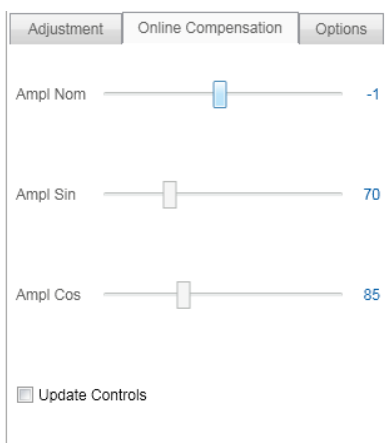 Adjustment Online Compensation Options
Ampl Nom -1
Ampl Sin 70
Ampl Cos 85
Update Controls